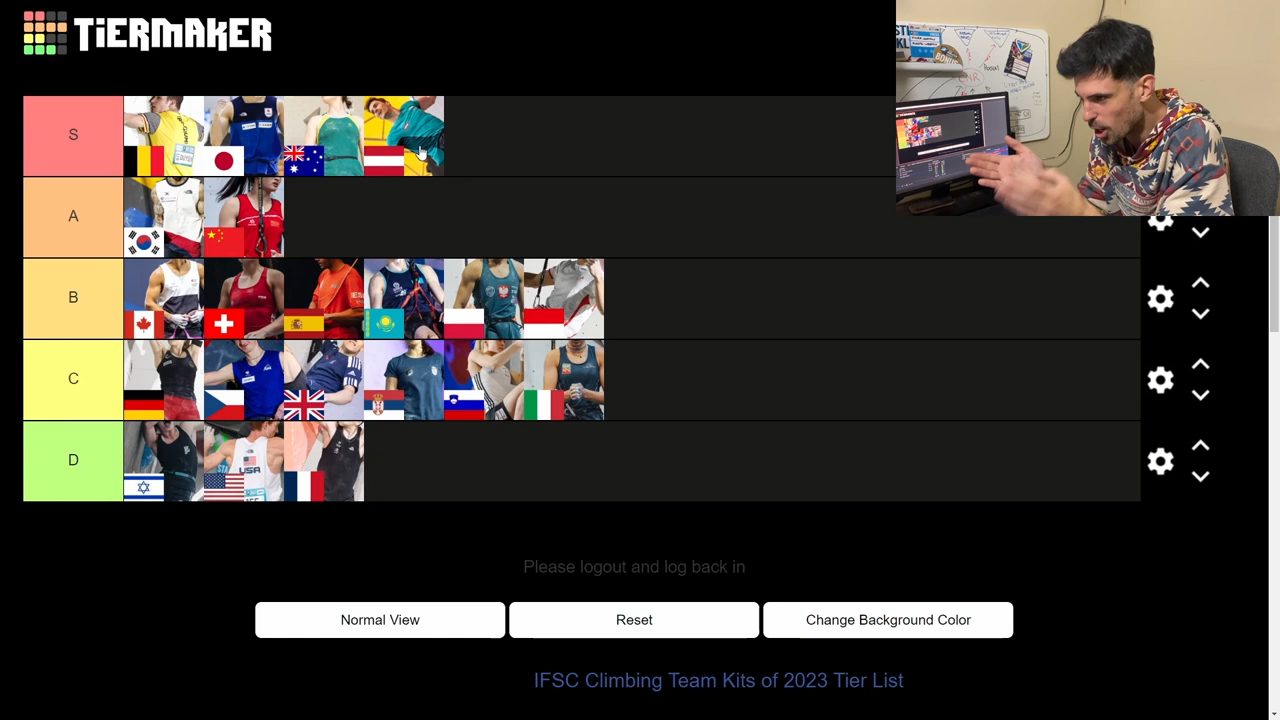 TiERMAKER
S
A
B
C
D
USA
Please logout and log back in
Normal View
Reset
Change Background Color
IFSC Climbing Team Kits of 2023 Tier List